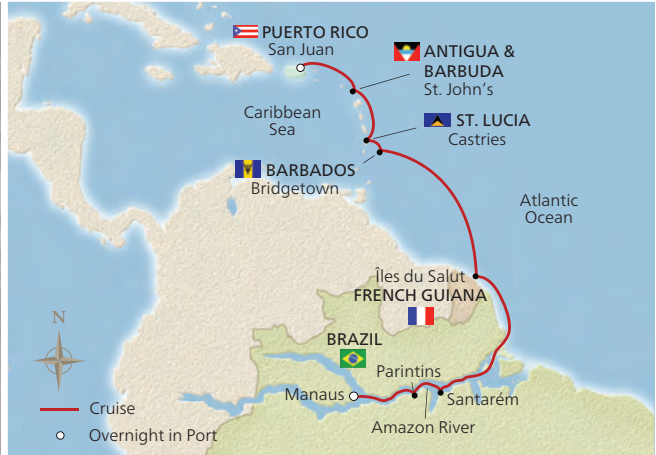 PUERTO RICO
San Juan
ANTIGUA &
BARBUDA
St. John's
Caribbean
Sea
ST. LUCIA
Castries
BARBADOS
Bridgetown
Atlantic
Ocean
Îles du Salut
FRENCH GUIANA
N
BRAZIL
Parintins
Manaus
Santarém
Cruise
Amazon River
Overnight in Port